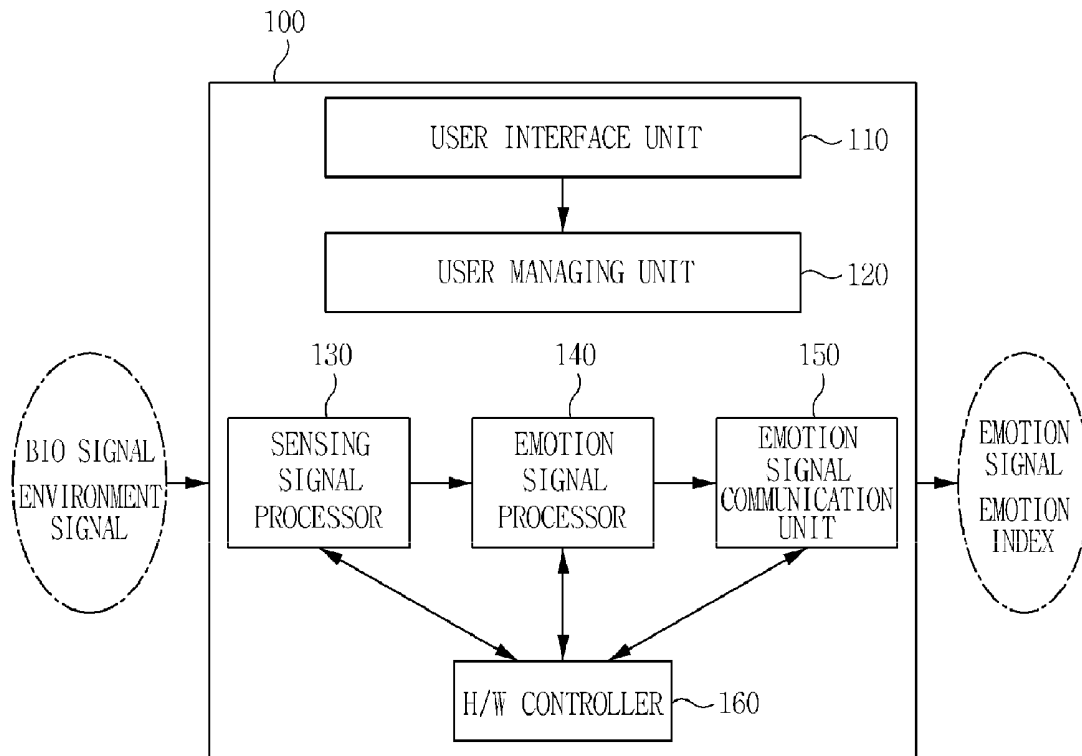 100
USER INTERFACE UNIT
110
USER MANAGING UNIT
120
130
140
150
BIO SIGNAL
ENVIRONMENT
SIGNAL
SENSING
SIGNAL
PROCESSOR
EMOTION
SIGNAL
PROCESSOR
EMOTION
SIGNAL
COMMUNICATION
UNIT
EMOTION
SIGNAL
EMOTION
INDEX
H/W CONTROLLER
160